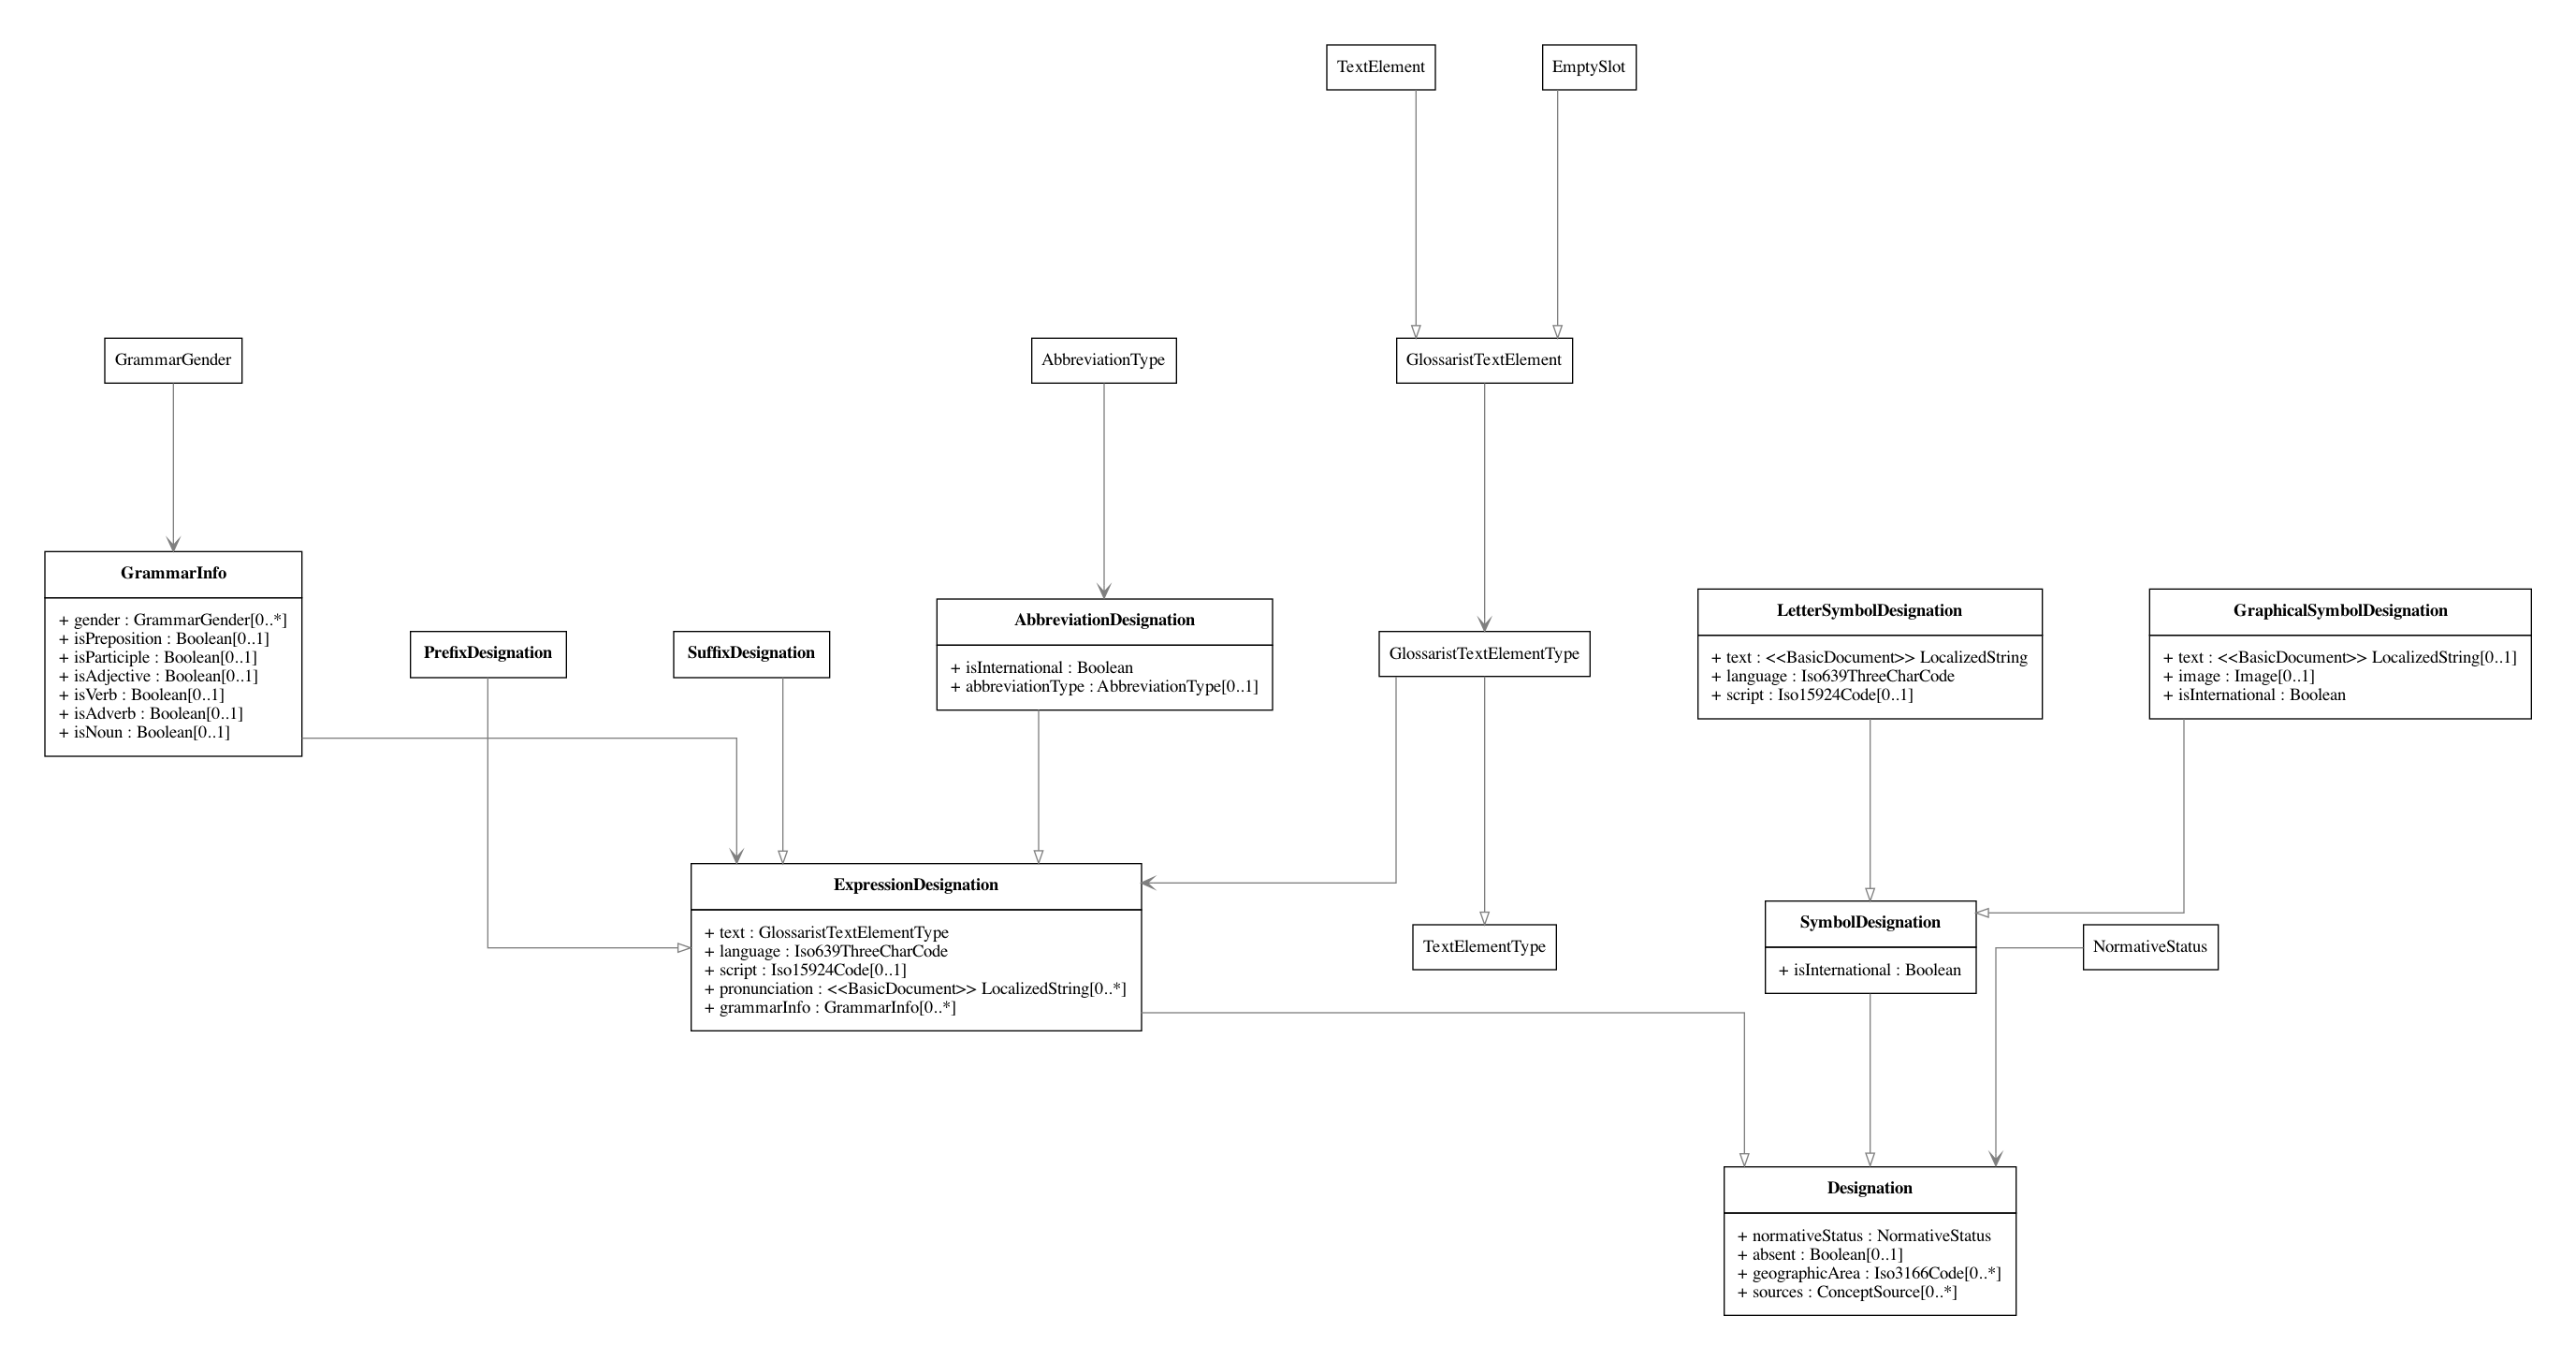 TextElement
EmptySlot
GrammarGender
AbbreviationType
GlossaristTextElement
GrammarInfo
+ gender : GrammarGender[0..*]
+ isPreposition : Boolean[0..1]
+ isParticiple : Boolean[0..1]
+ isAdjective : Boolean[0..1]
+ isVerb : Boolean[0..1]
+ isAdverb : Boolean[0..1]
+ isNoun : Boolean[0..1]
PrefixDesignation
SuffixDesignation
AbbreviationDesignation
+ isInternational : Boolean
+ abbreviationType : AbbreviationType[0..1]
GlossaristTextElementType
LetterSymbolDesignation
+ text : <<BasicDocument>> LocalizedString
+ language : Iso639ThreeCharCode
+ script : Iso15924Code[0..1]
GraphicalSymbolDesignation
+ text : <<BasicDocument>> LocalizedString[0..1]
+ image : Image[0..1]
+ isInternational : Boolean
ExpressionDesignation
+ text : GlossaristTextElementType
+ language : Iso639ThreeCharCode
+ script : Iso15924Code[0..1]
+ pronunciation : <<BasicDocument>> LocalizedString[0..*]
+ grammarInfo : GrammarInfo[0..*]
TextElementType
SymbolDesignation
+ isInternational : Boolean
NormativeStatus
Designation
+ normativeStatus : NormativeStatus
+ absent : Boolean[0..1]
+ geographicArea : Iso3166Code[0..*]
+ sources : ConceptSource[0..*]